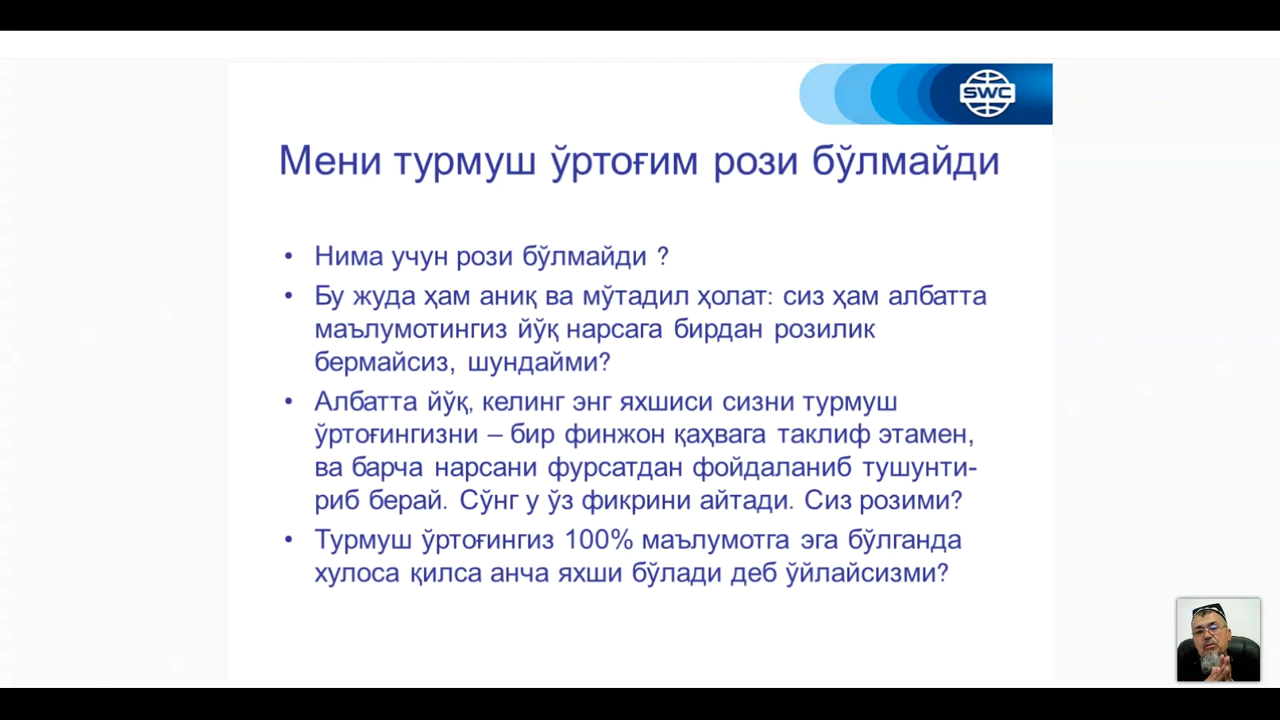 SWC
Мени турмуш ўртоғим рози бўлмайди
• Нима учун рози бўлмайди ?
• Бу жуда ҳам аниқ ва мўтадил ҳолат: сиз ҳам албатта
маълумотингиз йўқ нарсага бирдан розилик
бермайсиз, шундайми?
• Албатта йўқ, келинг энг яхшиси сизни турмуш
ўртоғингизни – бир финжон қаҳвага таклиф этамен,
ва барча нарсани фурсатдан фойдаланиб тушунти-
риб берай. Сўнг у ўз фикрини айтади. Сиз розими?
• Турмуш ўртоғингиз 100% маълумотга эга бўлганда
хулоса қилса анча яхши бўлади деб ўйлайсизми?